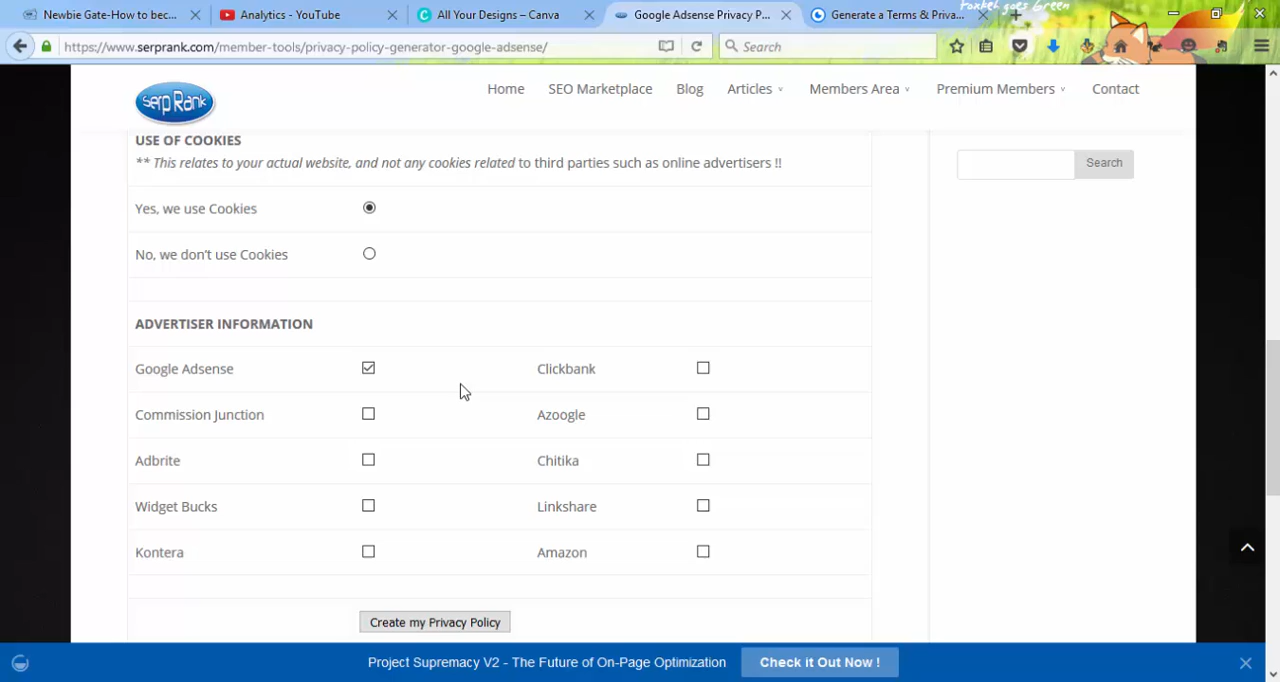 foxkeh goes Green
Newbie Gate-How to bec...
Analytics - YouTube
All Your Designs – Canva
Google Adsense Privacy P...
Generate a Terms & Priva...
https://www.serprank.com/member-tools/privacy-policy-generator-google-adsense/
Search
Serp Rank
Home
SEO Marketplace
Blog
Articles
Members Area
Premium Members
Contact
USE OF COOKIES
** This relates to your actual website, and not any cookies related to third parties such as online advertisers !!
Search
Yes, we use Cookies
No, we don't use Cookies
ADVERTISER INFORMATION
Google Adsense
Clickbank
Commission Junction
Azoogle
Adbrite
Chitika
Widget Bucks
Linkshare
Kontera
Amazon
Create my Privacy Policy
Project Supremacy V2 - The Future of On-Page Optimization
Check it Out Now !